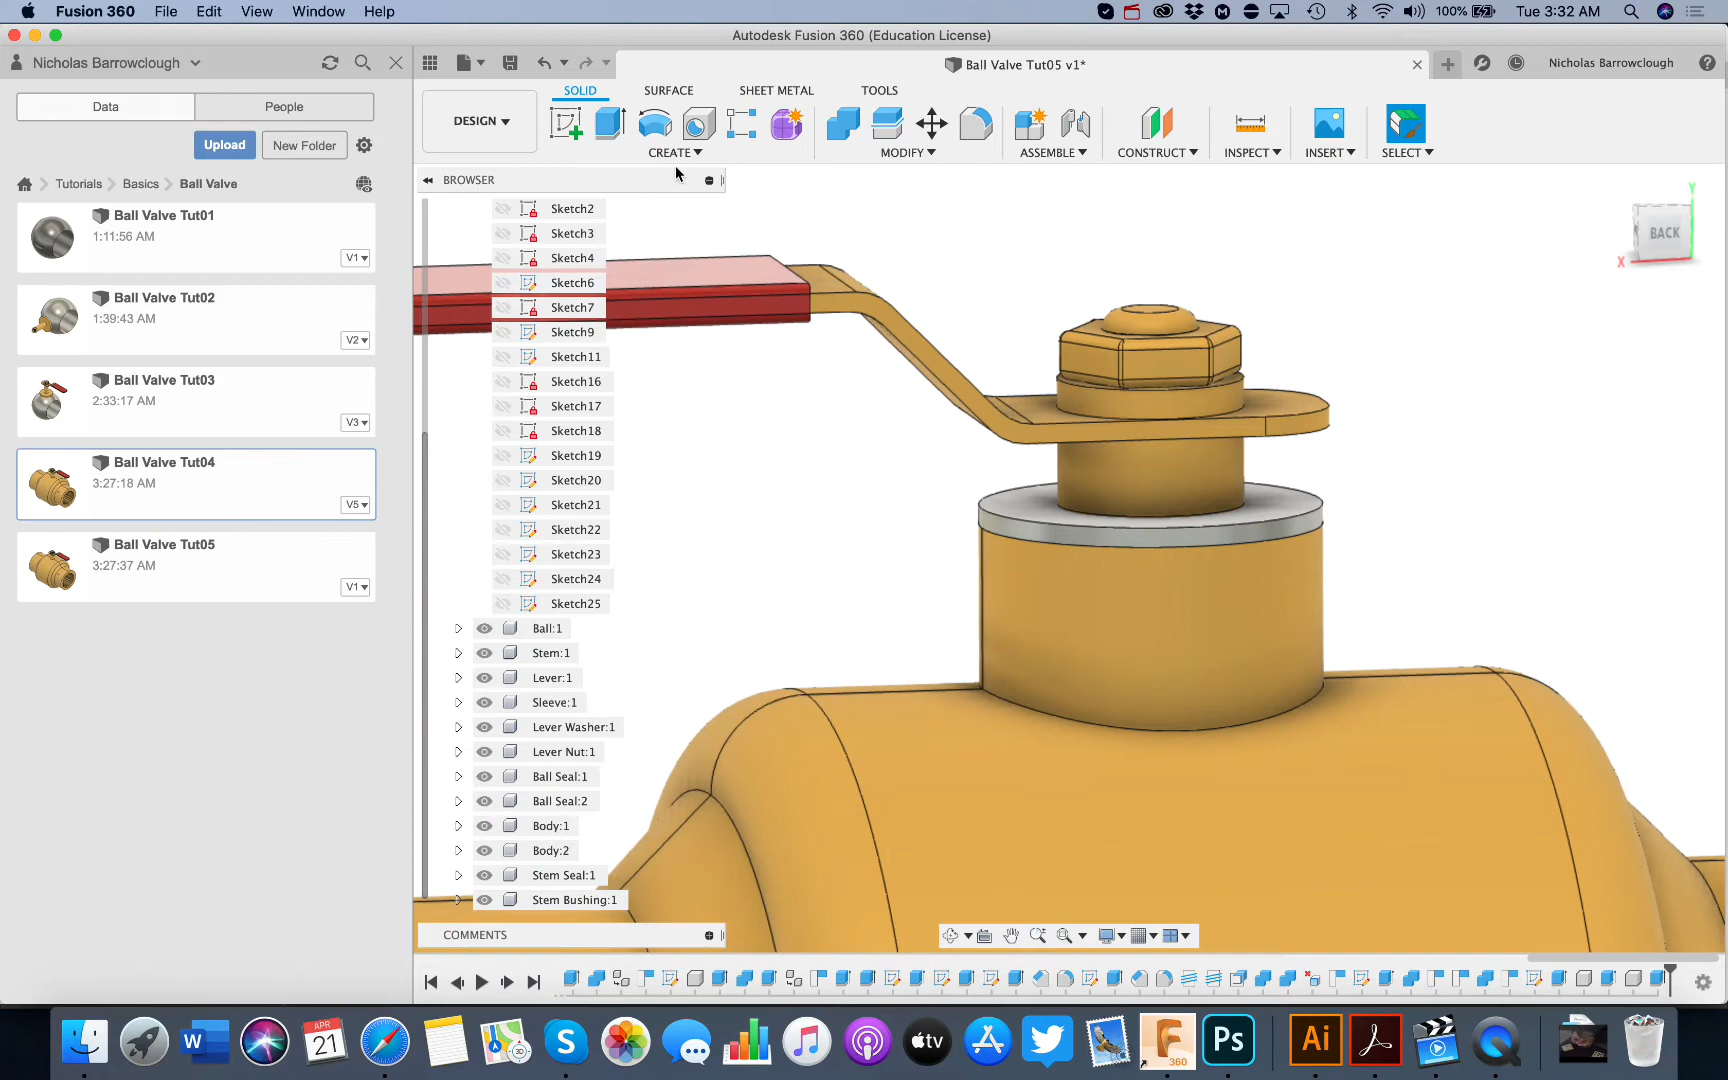 Fusion 360 File Edit View Window Help
100% Tue 3:32 AM
Autodesk Fusion 360 (Education License)
Nicholas Barrowclough
Ball Valve Tut05 v1*
Nicholas Barrowclough
Data People
Upload New Folder
Tutorials Basics Ball Valve
Ball Valve Tut01
1:11:56 AM
V1
Ball Valve Tut02
1:39:43 AM
V2
Ball Valve Tut03
2:33:17 AM
V3
Ball Valve Tut04
3:27:18 AM
V5
Ball Valve Tut05
3:27:37 AM
V1
DESIGN
SOLID SURFACE SHEET METAL TOOLS
CREATE MODIFY ASSEMBLE CONSTRUCT INSPECT INSERT SELECT
BROWSER
Sketch2
Sketch3
Sketch4
Sketch6
Sketch7
Sketch9
Sketch11
Sketch16
Sketch17
Sketch18
Sketch19
Sketch20
Sketch21
Sketch22
Sketch23
Sketch24
Sketch25
Ball:1
Stem:1
Lever:1
Sleeve:1
Lever Washer:1
Lever Nut:1
Ball Seal:1
Ball Seal:2
Body:1
Body:2
Stem Seal:1
Stem Bushing:1
COMMENTS
Y
BACK
X
W
APR
21
3D
S
tv
360
Ps
Ai